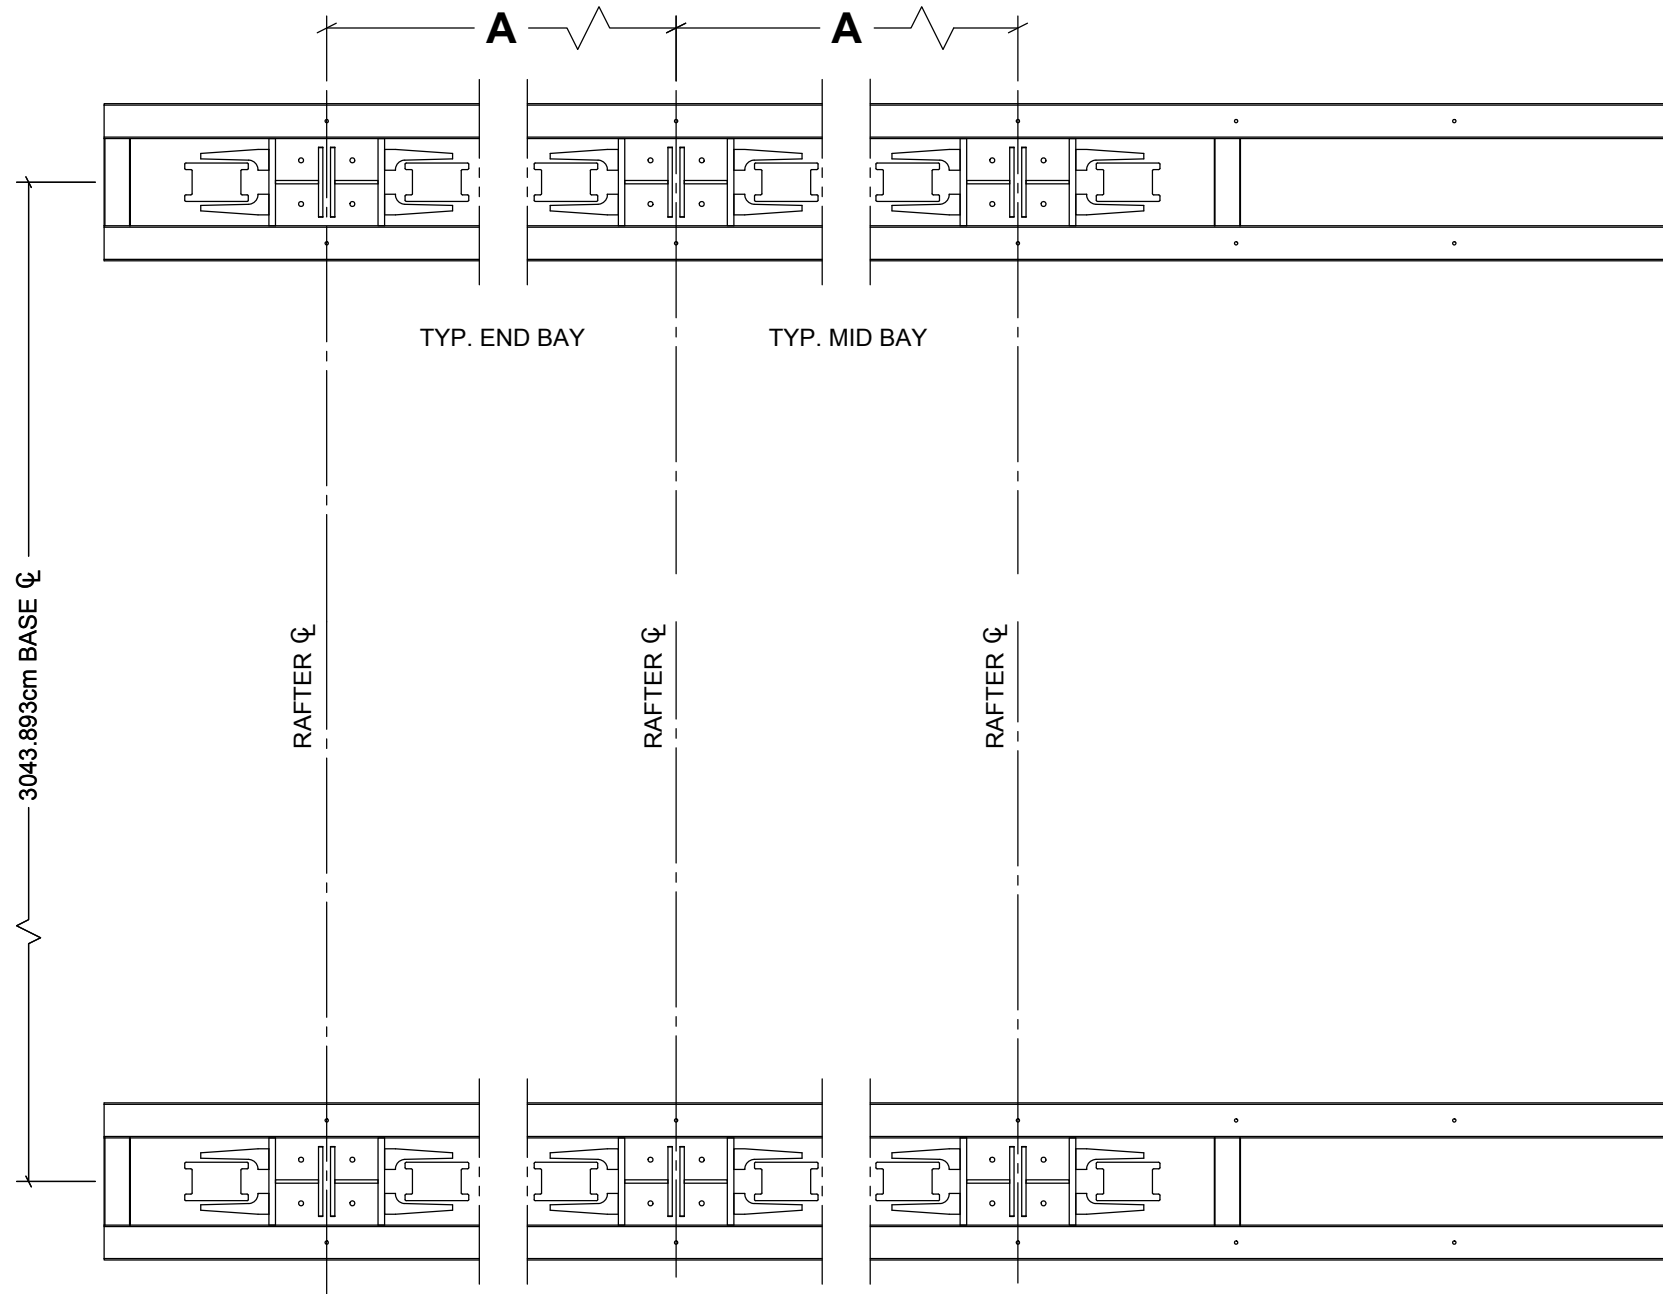 A A
TYP. END BAY TYP. MID BAY
3043.893cm BASE ℄
RAFTER ℄
RAFTER ℄
RAFTER ℄